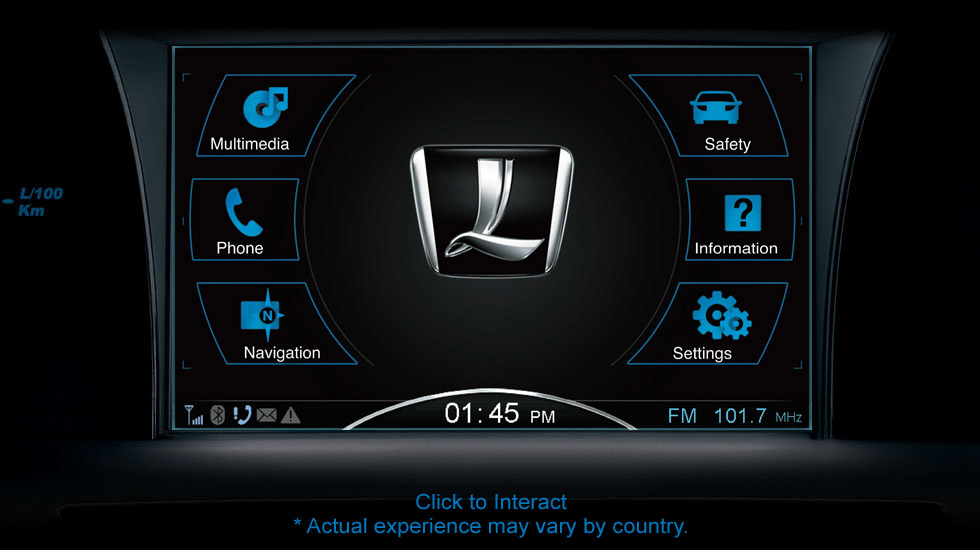 Multimedia
Safety
L/100
Km
Phone
?
Information
N
Navigation
Settings
01:45 PM
FM 101.7 MHz
Click to Interact
* Actual experience may vary by country.